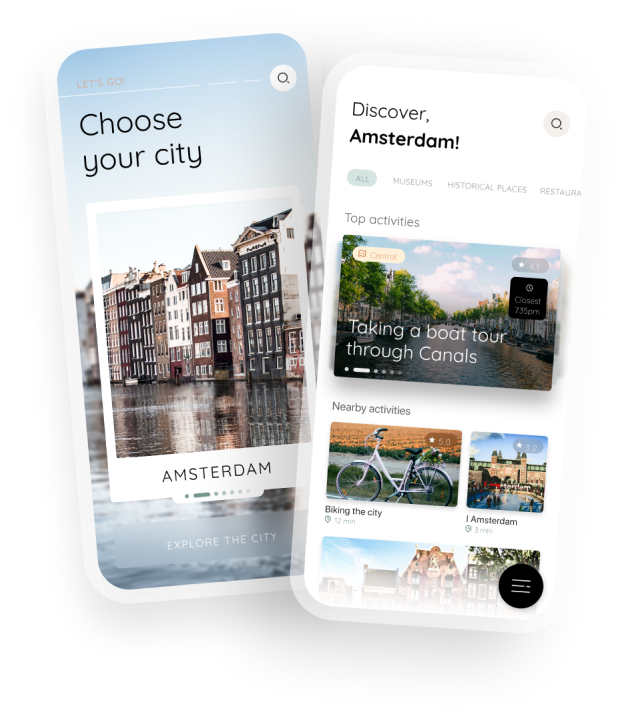 LET'S GO!
Choose
your city
AMSTERDAM
EXPLORE THE CITY
Discover,
Amsterdam!
ALL MUSEUMS HISTORICAL PLACES RESTAURA
Top activities
Central
4.1
Closest
7.35pm
Taking a boat tour
through Canals
Nearby activities
5.0
Biking the city
12 min
I Amsterdam
3 min